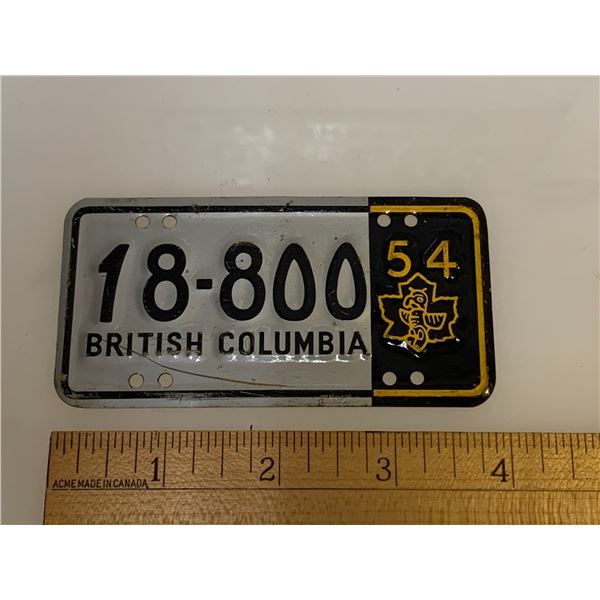 18-800
54
BRITISH COLUMBIA
1 2 3 4
ACME MADE IN CANADA